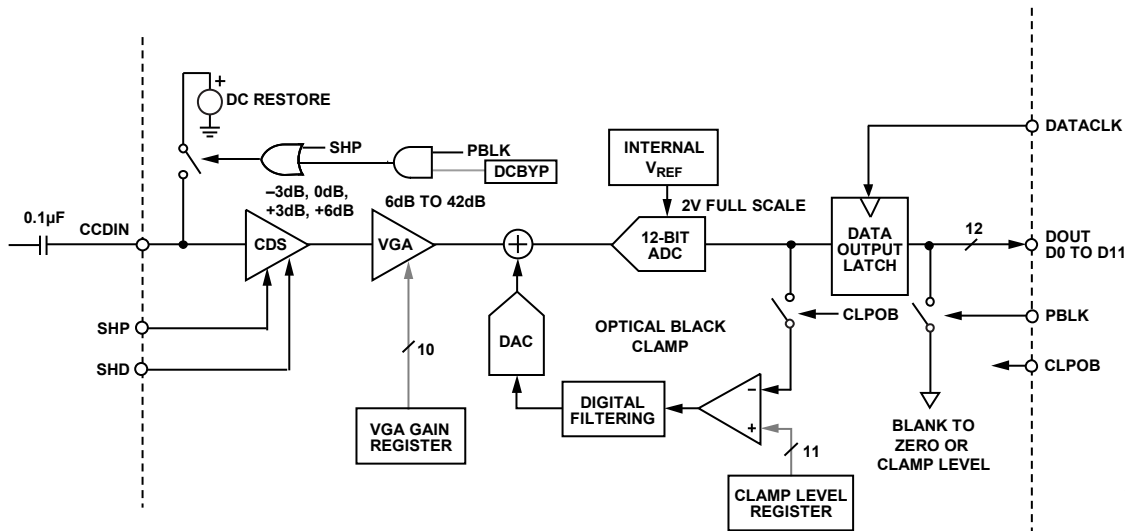 +
DC RESTORE
SHP
PBLK
DCBYP
–3dB, 0dB,
+3dB, +6dB
6dB TO 42dB
INTERNAL
VREF
2V FULL SCALE
DATACLK
0.1µF
CCDIN
CDS
VGA
+
12-BIT
ADC
DATA
OUTPUT
LATCH
12
DOUT
D0 TO D11
SHP
SHD
10
DAC
OPTICAL BLACK
CLAMP
CLPOB
PBLK
CLPOB
VGA GAIN
REGISTER
DIGITAL
FILTERING
–
+
11
BLANK TO
ZERO OR
CLAMP LEVEL
CLAMP LEVEL
REGISTER